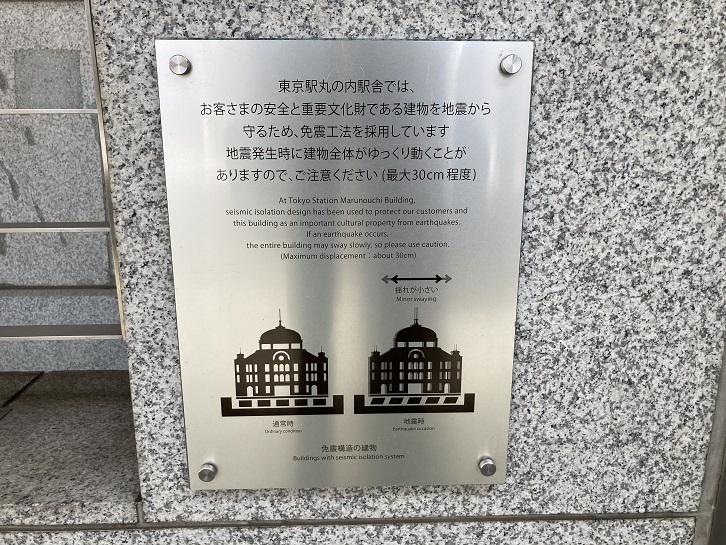 東京駅丸の内駅舎では、
お客さまの安全と重要文化財である建物を地震から
守るため、免震工法を採用しています
地震発生時に建物全体がゆっくり動くことが
ありますので、ご注意ください (最大30cm程度)
At Tokyo Station Marunouchi Building,
seismic isolation design has been used to protect our customers and
this building as an important cultural property from earthquakes.
If an earthquake occurs,
the entire building may sway slowly, so please use caution.
(Maximum displacement：about 30cm)
揺れが小さい
Minor swaying
通常時
Ordinary condition
地震時
Earthquake occasion
免震構造の建物
Buildings with seismic isolation system